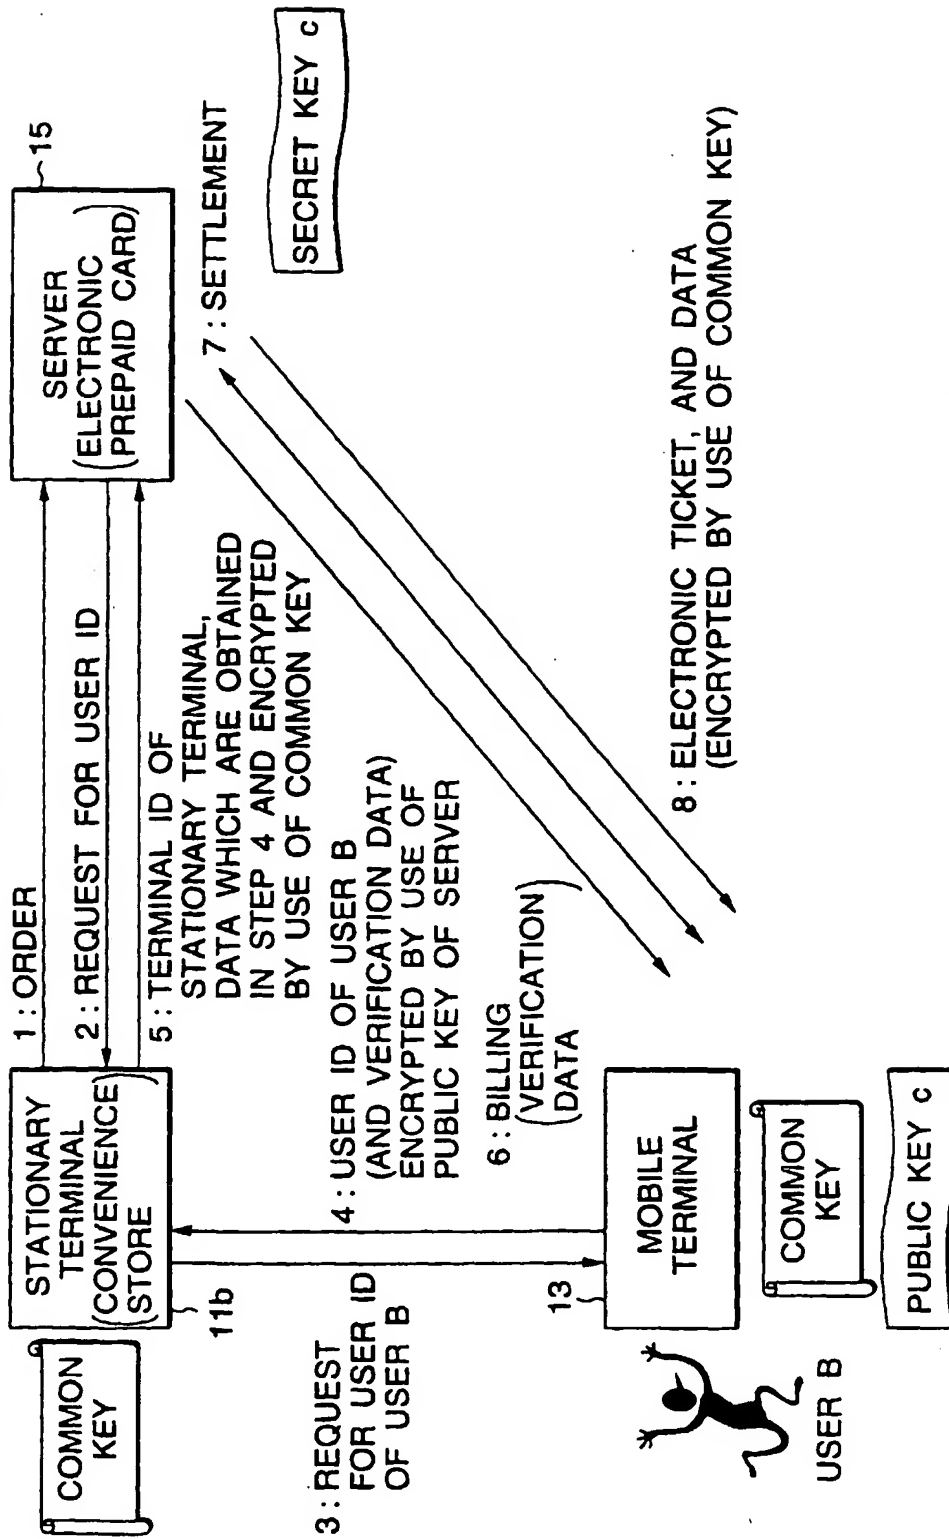 COMMON
KEY
STATIONARY
TERMINAL
(CONVENIENCE
STORE)
11b
1 : ORDER
2 : REQUEST FOR USER ID
5 : TERMINAL ID OF
STATIONARY TERMINAL,
DATA WHICH ARE OBTAINED
IN STEP 4 AND ENCRYPTED
BY USE OF COMMON KEY
SERVER
(ELECTRONIC
PREPAID CARD)
15
7 : SETTLEMENT
SECRET KEY c
3 : REQUEST
FOR USER ID
OF USER B
4 : USER ID OF USER B
(AND VERIFICATION DATA)
ENCRYPTED BY USE OF
PUBLIC KEY OF SERVER
6 : BILLING
(VERIFICATION
DATA)
8 : ELECTRONIC TICKET, AND DATA
(ENCRYPTED BY USE OF COMMON KEY)
13
MOBILE
TERMINAL
USER B
COMMON
KEY
PUBLIC KEY c